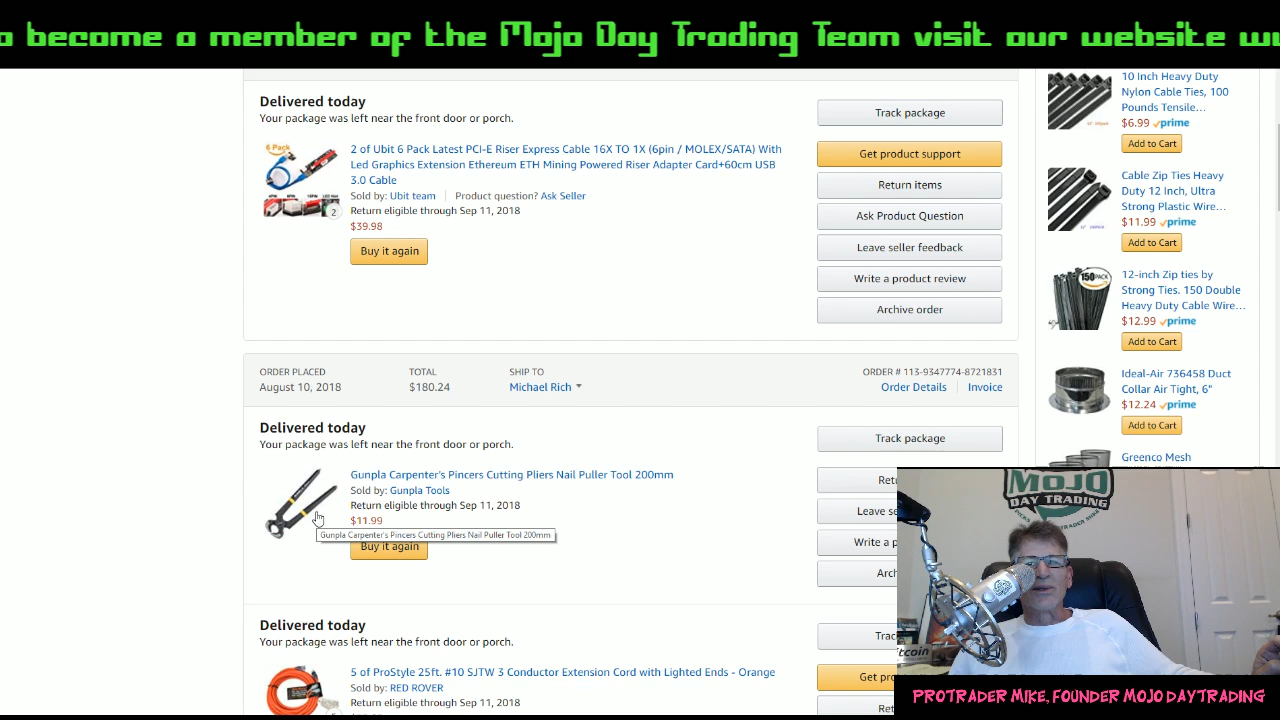 o become a member of the Mojo Day Trading Team visit our website
Delivered today
Your package was left near the front door or porch.
6 Pack
2 of Ubit 6 Pack Latest PCI-E Riser Express Cable 16X TO 1X (6pin / MOLEX/SATA) With
Led Graphics Extension Ethereum ETH Mining Powered Riser Adapter Card+60cm USB
3.0 Cable
Sold by: Ubit team | Product question? Ask Seller
Return eligible through Sep 11, 2018
2
$39.98
Buy it again
Track package
Get product support
Return items
Ask Product Question
Leave seller feedback
Write a product review
Archive order
ORDER PLACED
August 10, 2018
TOTAL
$180.24
SHIP TO
Michael Rich
ORDER # 113-9347774-8721831
Order Details | Invoice
Delivered today
Your package was left near the front door or porch.
Gunpla Carpenter's Pincers Cutting Pliers Nail Puller Tool 200mm
Sold by: Gunpla Tools
Return eligible through Sep 11, 2018
$11.99
Gunpla Carpenter's Pincers Cutting Pliers Nail Puller Tool 200mm
Buy it again
Track package
Retu
Leave se
Write a p
Arch
Delivered today
Your package was left near the front door or porch.
5 of ProStyle 25ft. #10 SJTW 3 Conductor Extension Cord with Lighted Ends - Orange
Sold by: RED ROVER
Return eligible through Sep 11, 2018
Trac
Get pro
Ret
10 Inch Heavy Duty
Nylon Cable Ties, 100
Pounds Tensile…
$6.99 prime
Add to Cart
Cable Zip Ties Heavy
Duty 12 Inch, Ultra
Strong Plastic Wire…
$11.99 prime
Add to Cart
150 PACK
12-inch Zip ties by
Strong Ties. 150 Double
Heavy Duty Cable Wire…
$12.99 prime
Add to Cart
Ideal-Air 736458 Duct
Collar Air Tight, 6"
$12.24 prime
Add to Cart
Greenco Mesh
MOJO
DAY TRADING
PROTRADER MIKE, FOUNDER MOJO DAYTRADING